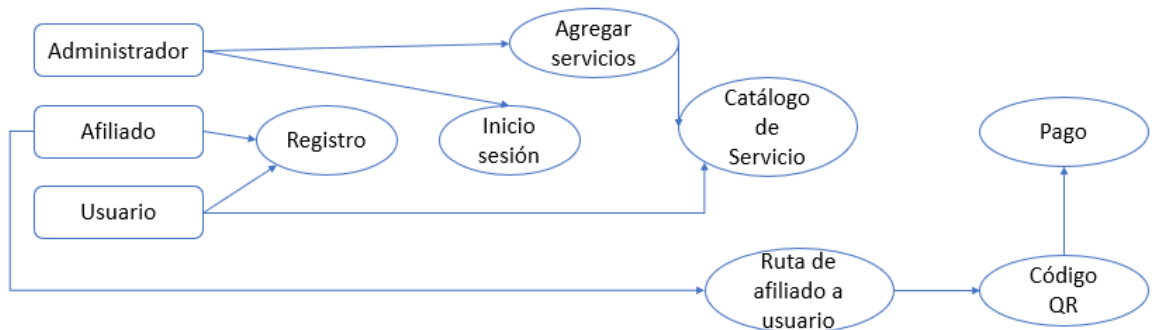 Administrador
Agregar
servicios
Afiliado
Registro
Inicio
sesión
Catálogo
de
Servicio
Pago
Usuario
Ruta de
afiliado a
usuario
Código
QR